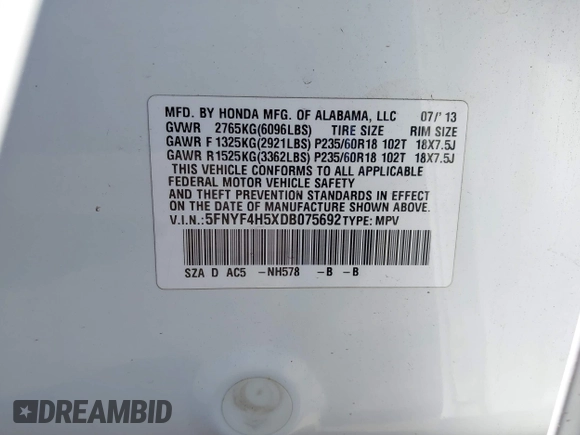 MFD. BY HONDA MFG. OF ALABAMA, LLC 07/' 13
GVWR 2765KG(6096LBS) TIRE SIZE RIM SIZE
GAWR F 1325KG(2921LBS) P235/60R18 102T 18X7.5J
GAWR R 1525KG(3362LBS) P235/60R18 102T 18X7.5J
THIS VEHICLE CONFORMS TO ALL APPLICABLE
FEDERAL MOTOR VEHICLE SAFETY
AND THEFT PREVENTION STANDARDS IN EFFECT
ON THE DATE OF MANUFACTURE SHOWN ABOVE.
V.I.N.: 5FNYF4H5XDB075692 TYPE: MPV
SZA D AC5 -NH578 -B -B
DREAMBID